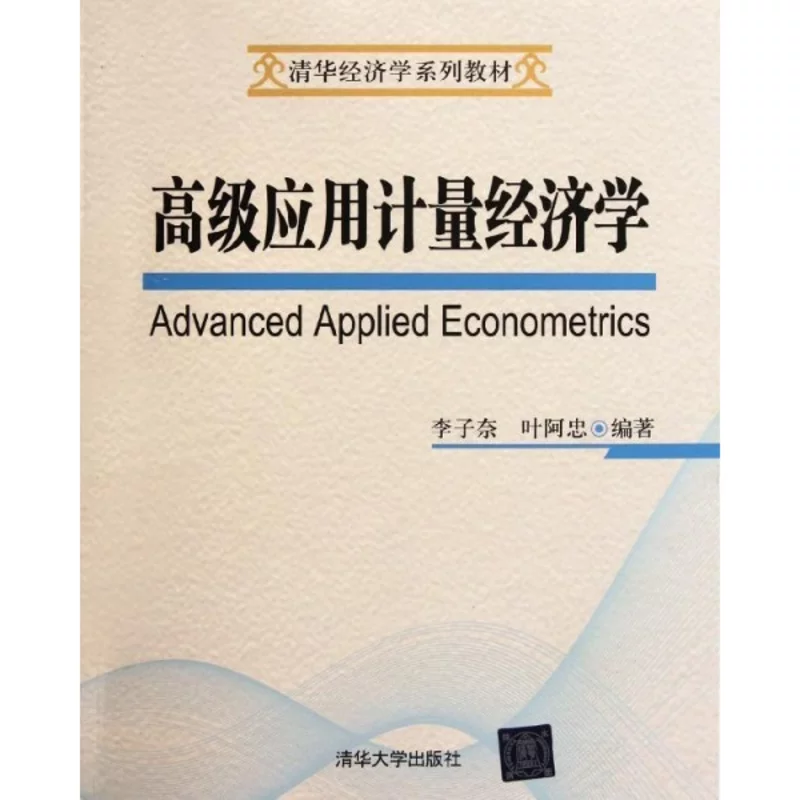 清华经济学系列教材
高级应用计量经济学
Advanced Applied Econometrics
李子奈 叶阿忠 编著
清华大学出版社